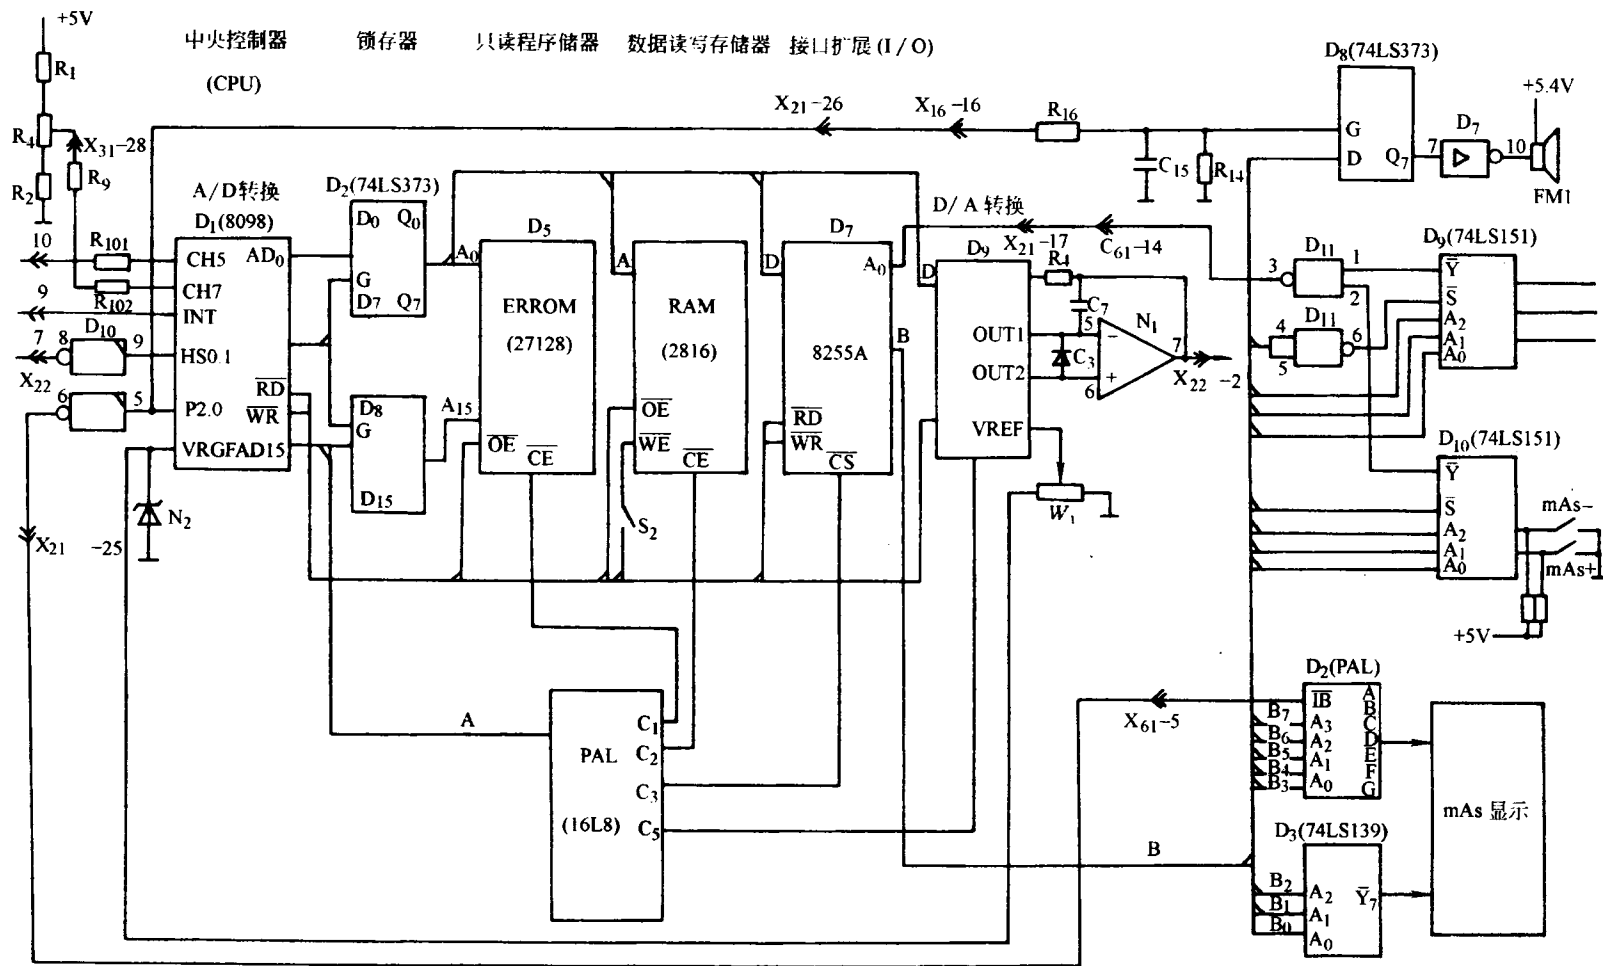 +5V
中央控制器
(CPU)
锁存器
只读程序储器
数据读写存储器
接口扩展(I/O)
D8(74LS373)
+5.4V
R1
R4
X31-28
R2
R9
X21-26
X16-16
R16
C15
R14
G
D
Q7
7
D7
10
FM1
A/D转换
D1(8098)
10
R101
CH5
AD0
R102
CH7
9
INT
7
8
D10
9
HS0.1
X22
6
5
P2.0
RD
WR
VRGFAD15
N2
X21-25
D2(74LS373)
D0
Q0
G
D7
Q7
D8
G
D15
A0
A15
D5
ERROM
(27128)
OE
CE
A
RAM
(2816)
OE
WE
CE
S2
D
D7
A0
8255A
RD
WR
CS
B
D/A转换
X21-17
C61-14
D9
D
R4
C7
OUT1
5
-
N1
C3
OUT2
6
+
7
X22-2
VREF
W1
3
D11
1
2
4
5
D11
6
D9(74LS151)
Y
S
A2
A1
A0
D10(74LS151)
Y
S
A2
A1
A0
mAs-
mAs+
+5V
A
PAL
(16L8)
C1
C2
C3
C5
X61-5
B
D2(PAL)
IB
A3
A2
A1
A0
A
B
C
D
E
F
G
B7
B6
B5
B4
B3
mAs 显示
D3(74LS139)
B2
B1
B0
A2
A1
A0
Y7